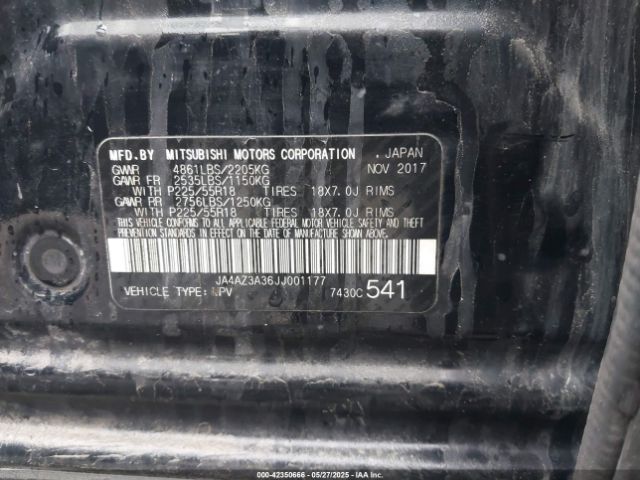 MFD.BY MITSUBISHI MOTORS CORPORATION , JAPAN
GVWR 4861LBS/2205KG NOV 2017
GAWR FR 2535LBS/1150KG
WITH P225/55R18 TIRES 18X7.0J RIMS
GAWR RR 2756LBS/1250KG
WITH P225/55R18 TIRES 18X7.0J RIMS
THIS VEHICLE CONFORMS TO ALL APPLICABLE FEDERAL MOTOR VEHICLE SAFETY, BUMPER, AND THEFT
PREVENTION STANDARDS IN EFFECT ON THE DATE OF MANUFACTURE SHOWN ABOVE.
JA4AZ3A36JJ001177
VEHICLE TYPE: MPV 7430C 541
000-42350666 - 05/27/2025 - IAAI.COM